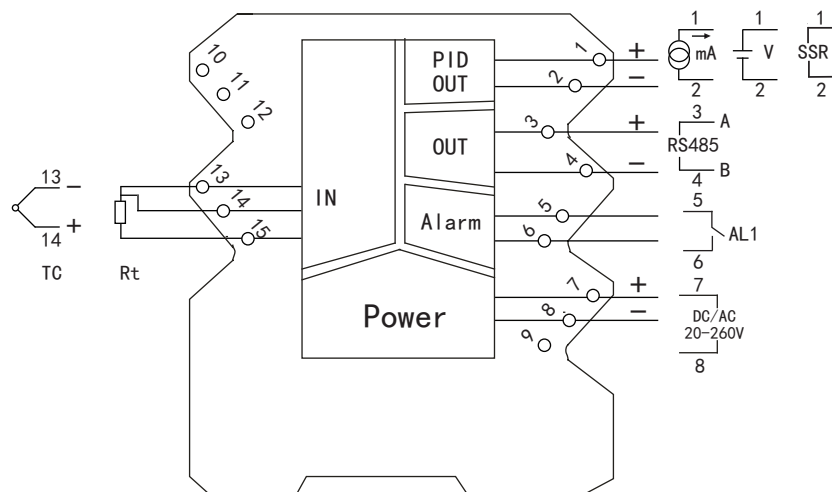 10
11
12
13
14
15
13 −
14 +
TC
Rt
IN
PID
OUT
OUT
Alarm
Power
1
2
3
4
5
6
7
8
9
+
−
+
−
+
−
1
mA
2
1
V
2
1
SSR
2
3
A
RS485
B
4
5
AL1
6
7
DC/AC
20-260V
8